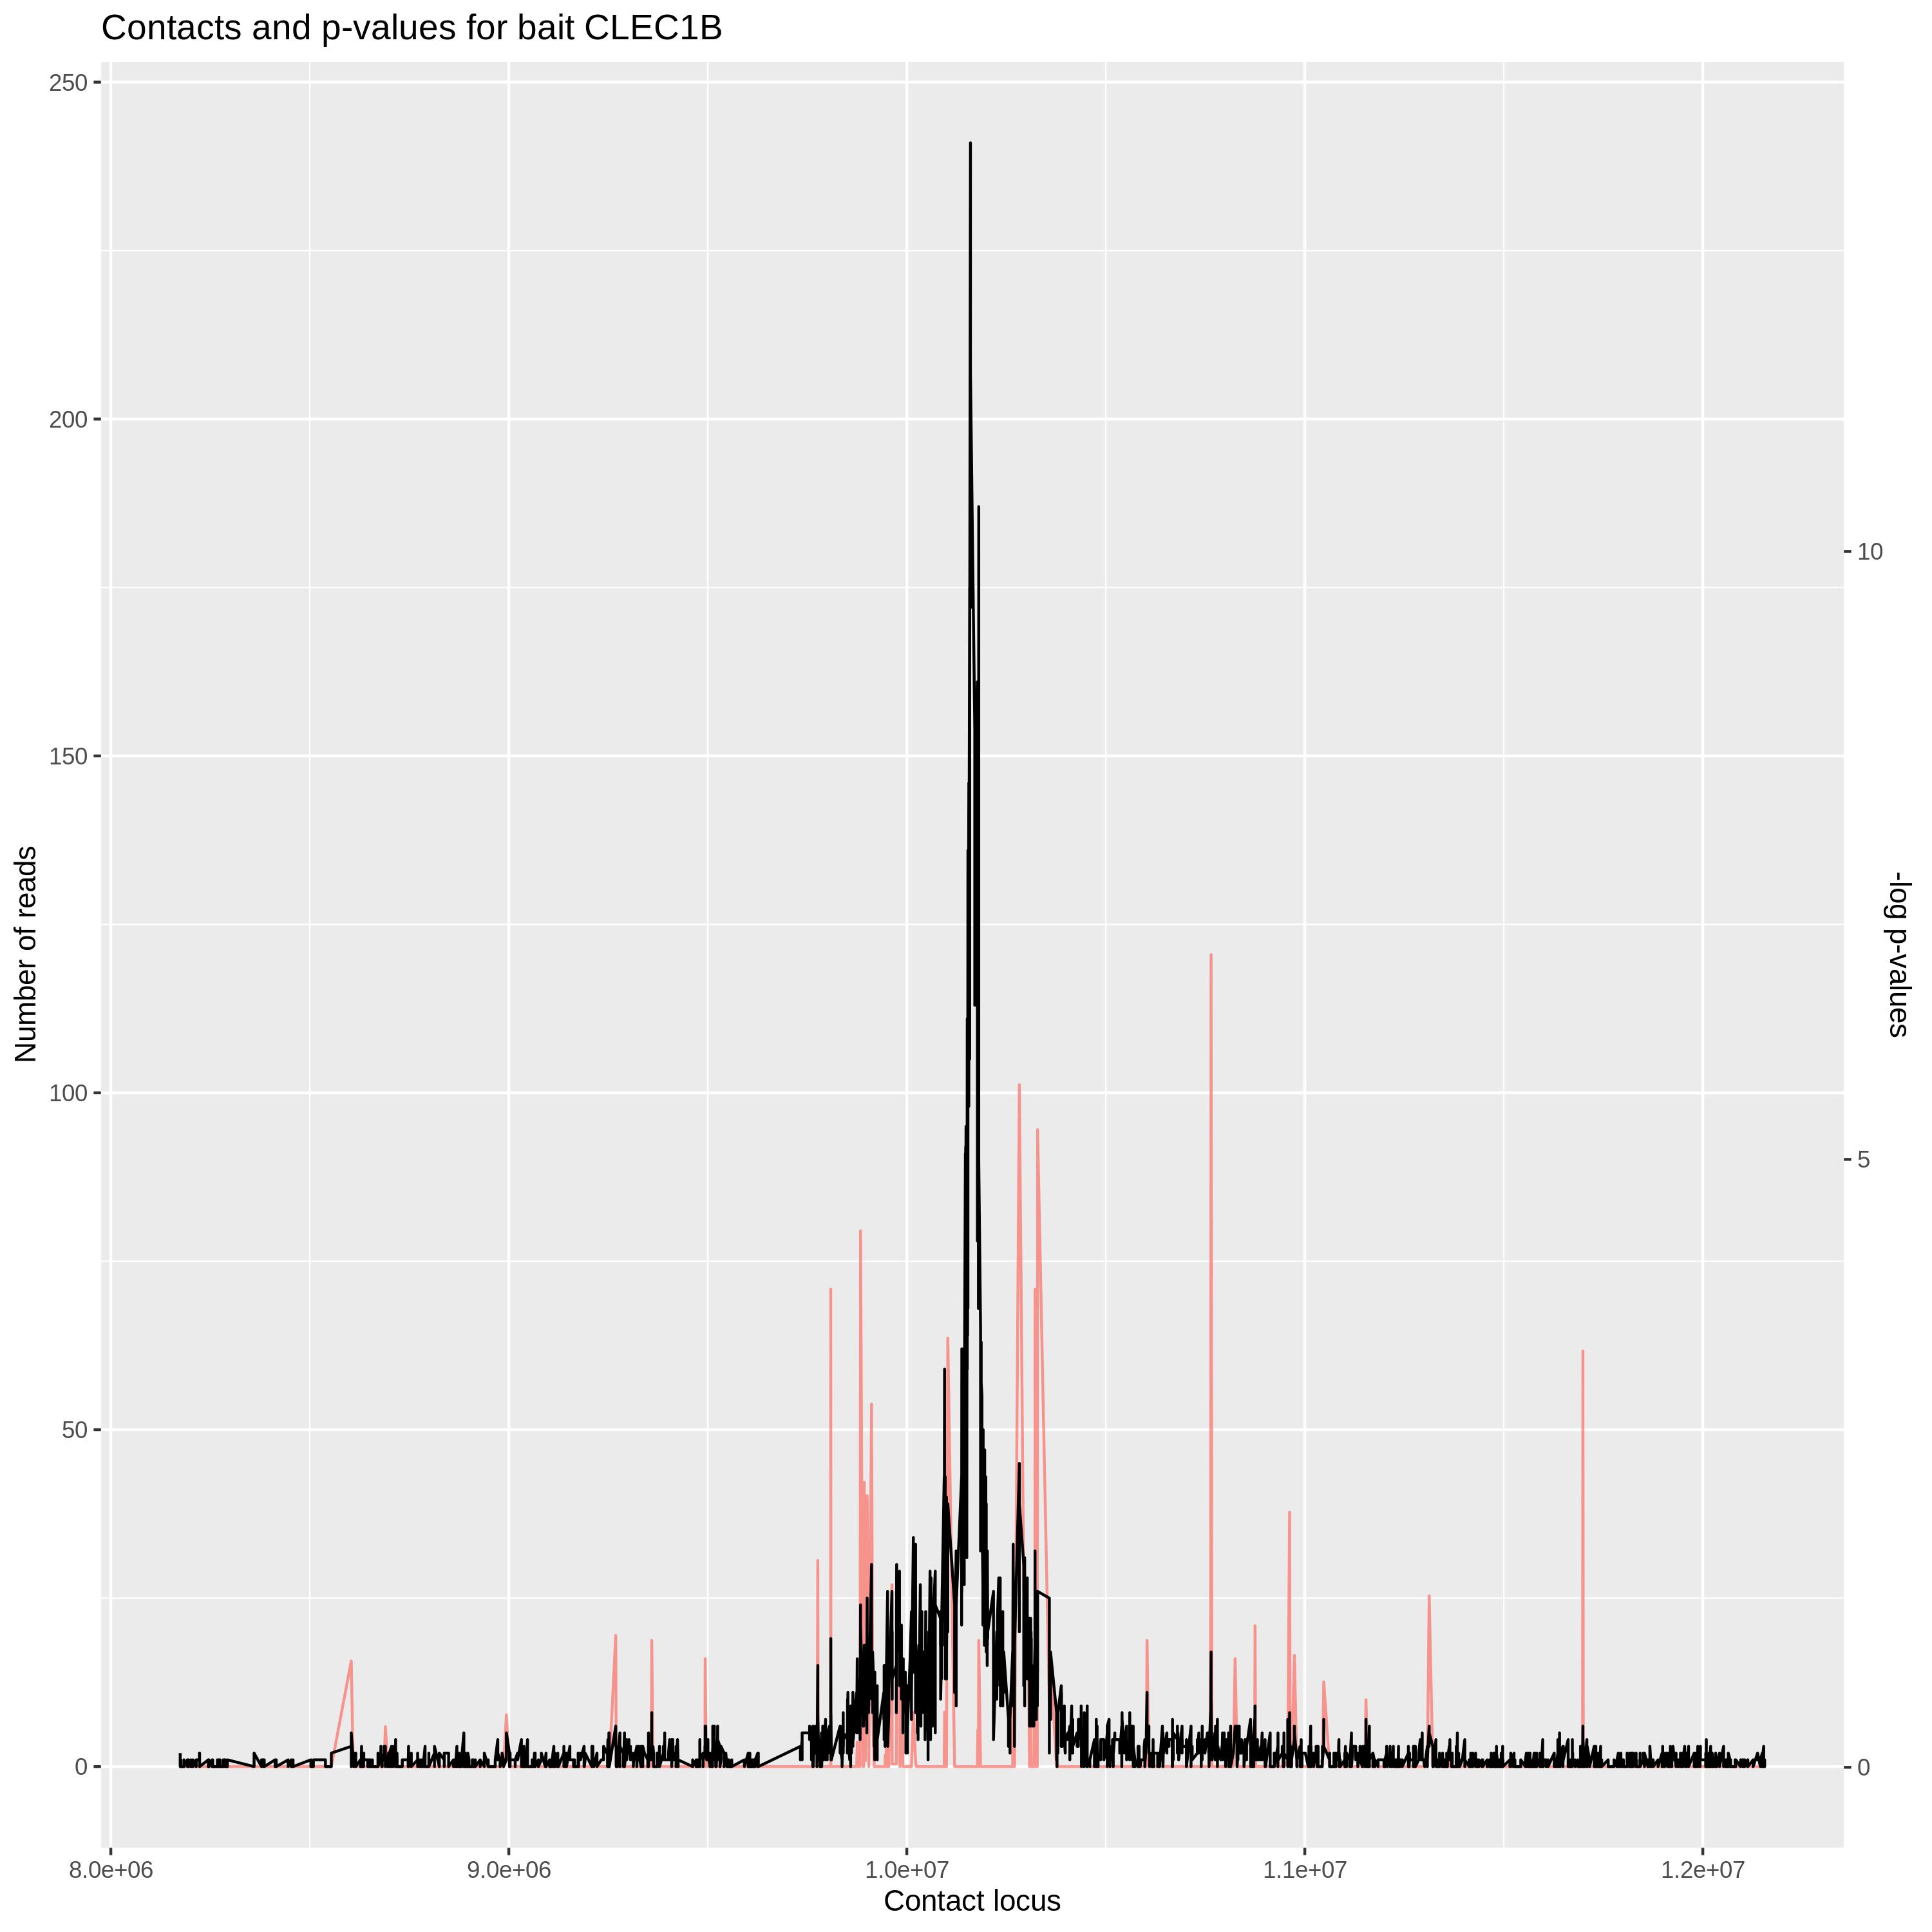 Contacts and p-values for bait CLEC1B
250
200
150
100
50
0
Number of reads
10
5
0
-log p-values
8.0e+06
9.0e+06
1.0e+07
1.1e+07
1.2e+07
Contact locus